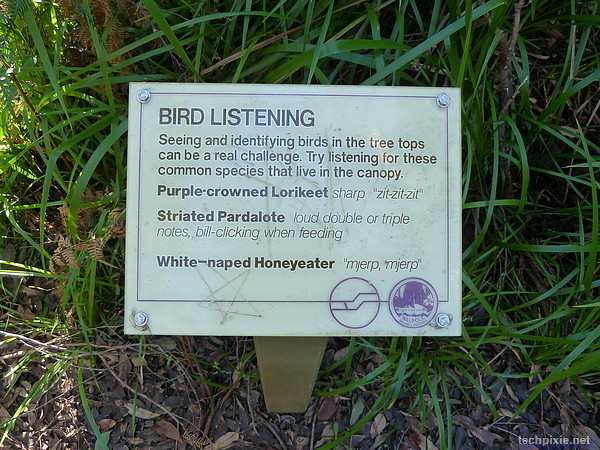 BIRD LISTENING
Seeing and identifying birds in the tree tops
can be a real challenge. Try listening for these
common species that live in the canopy.
Purple-crowned Lorikeet sharp "zit-zit-zit"
Striated Pardalote loud double or triple
notes, bill-clicking when feeding
White-naped Honeyeater "mjerp, mjerp"
WALPOLE
techpixie.net